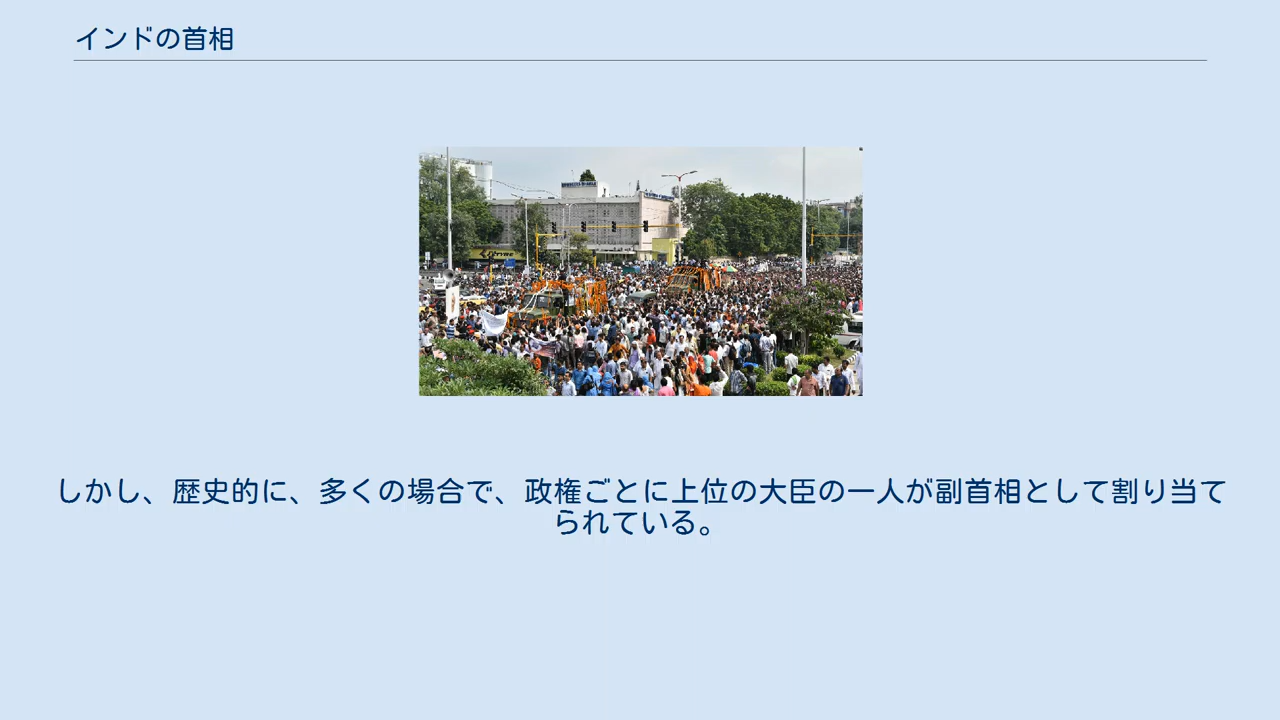 インドの首相
しかし、歴史的に、多くの場合で、政権ごとに上位の大臣の一人が副首相として割り当て
られている。